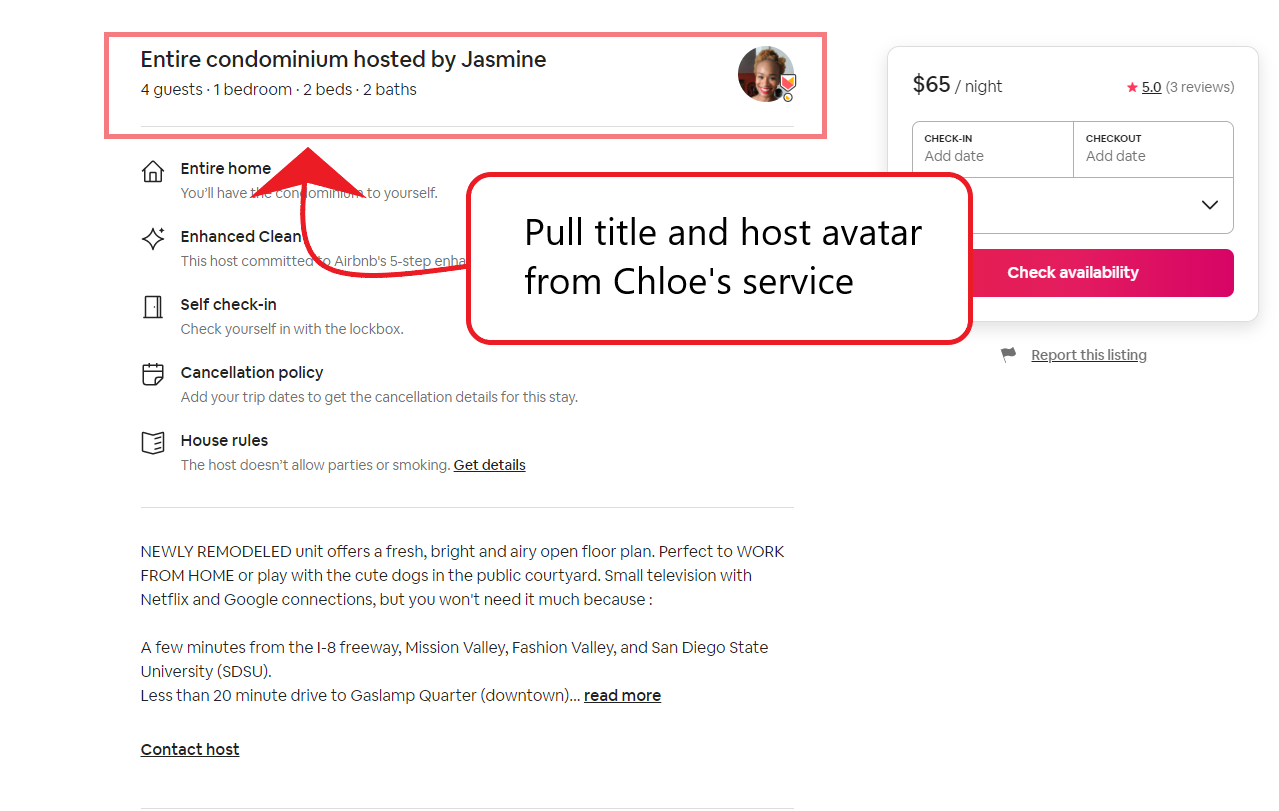 Entire condominium hosted by Jasmine
4 guests · 1 bedroom · 2 beds · 2 baths
Entire home
You'll have the condominium to yourself.
Enhanced Clean
This host committed to Airbnb's 5-step enha
Self check-in
Check yourself in with the lockbox.
Cancellation policy
Add your trip dates to get the cancellation details for this stay.
House rules
The host doesn't allow parties or smoking. Get details
NEWLY REMODELED unit offers a fresh, bright and airy open floor plan. Perfect to WORK
FROM HOME or play with the cute dogs in the public courtyard. Small television with
Netflix and Google connections, but you won't need it much because :
A few minutes from the I-8 freeway, Mission Valley, Fashion Valley, and San Diego State
University (SDSU).
Less than 20 minute drive to Gaslamp Quarter (downtown)... read more
Contact host
Pull title and host avatar
from Chloe's service
$65 / night
5.0 (3 reviews)
CHECK-IN
Add date
CHECKOUT
Add date
Check availability
Report this listing